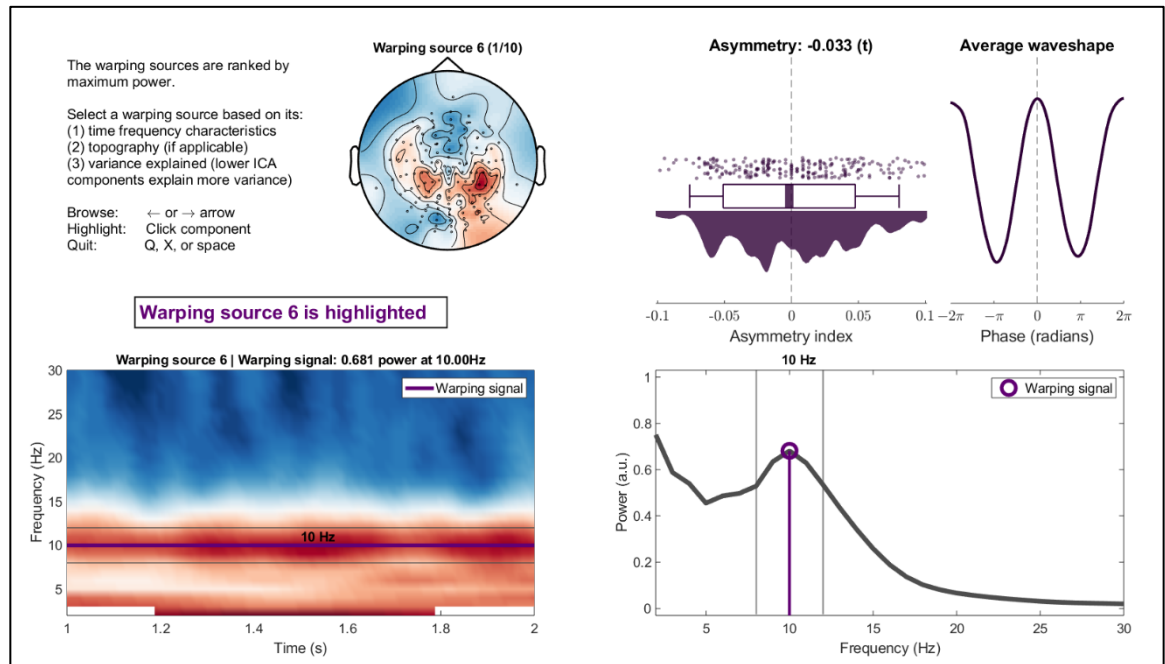 The warping sources are ranked by
maximum power.
Select a warping source based on its:
(1) time frequency characteristics
(2) topography (if applicable)
(3) variance explained (lower ICA
components explain more variance)
Browse: ← or → arrow
Highlight: Click component
Quit: Q, X, or space
Warping source 6 (1/10)
Asymmetry: -0.033 (t)
-0.1 -0.05 0 0.05 0.1
Asymmetry index
Average waveshape
−2π −π 0 π 2π
Phase (radians)
Warping source 6 is highlighted
Warping source 6 | Warping signal: 0.681 power at 10.00Hz
Warping signal
10 Hz
30
25
20
15
10
5
Frequency (Hz)
1 1.2 1.4 1.6 1.8 2
Time (s)
10 Hz
Warping signal
1
0.8
0.6
0.4
0.2
0
Power (a.u.)
5 10 15 20 25 30
Frequency (Hz)